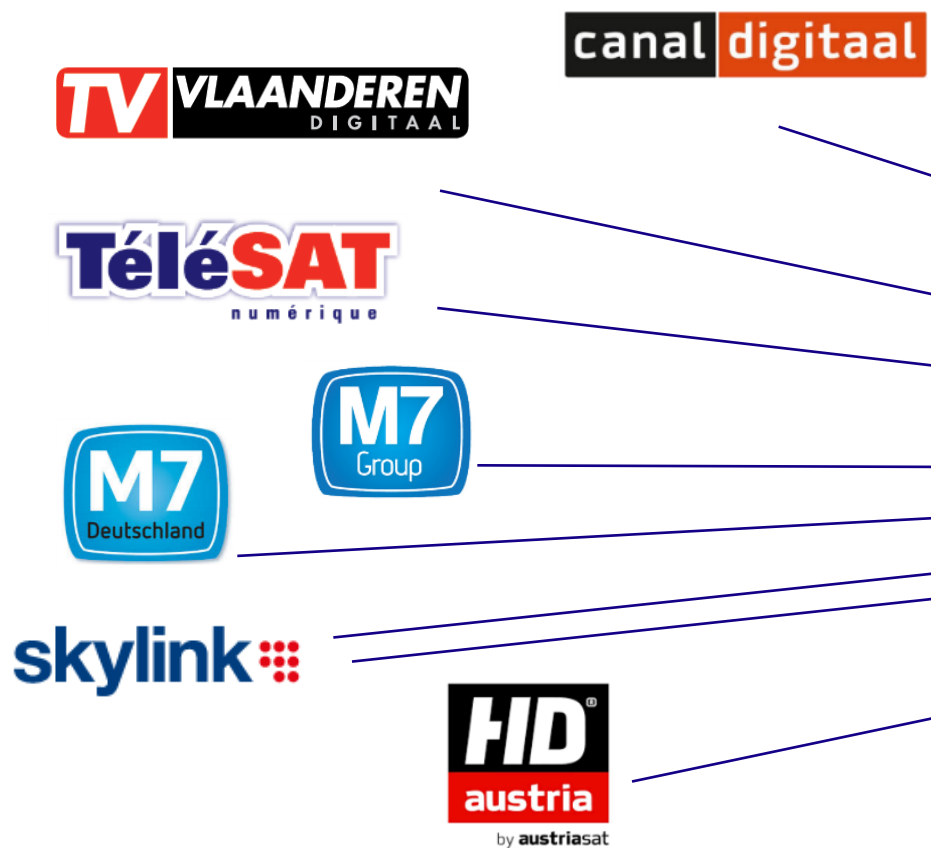 canal digitaal
TV VLAANDEREN
DIGITAAL
TéléSAT
numérique
M7
Group
M7
Deutschland
skylink
HD®
austria
by austriasat